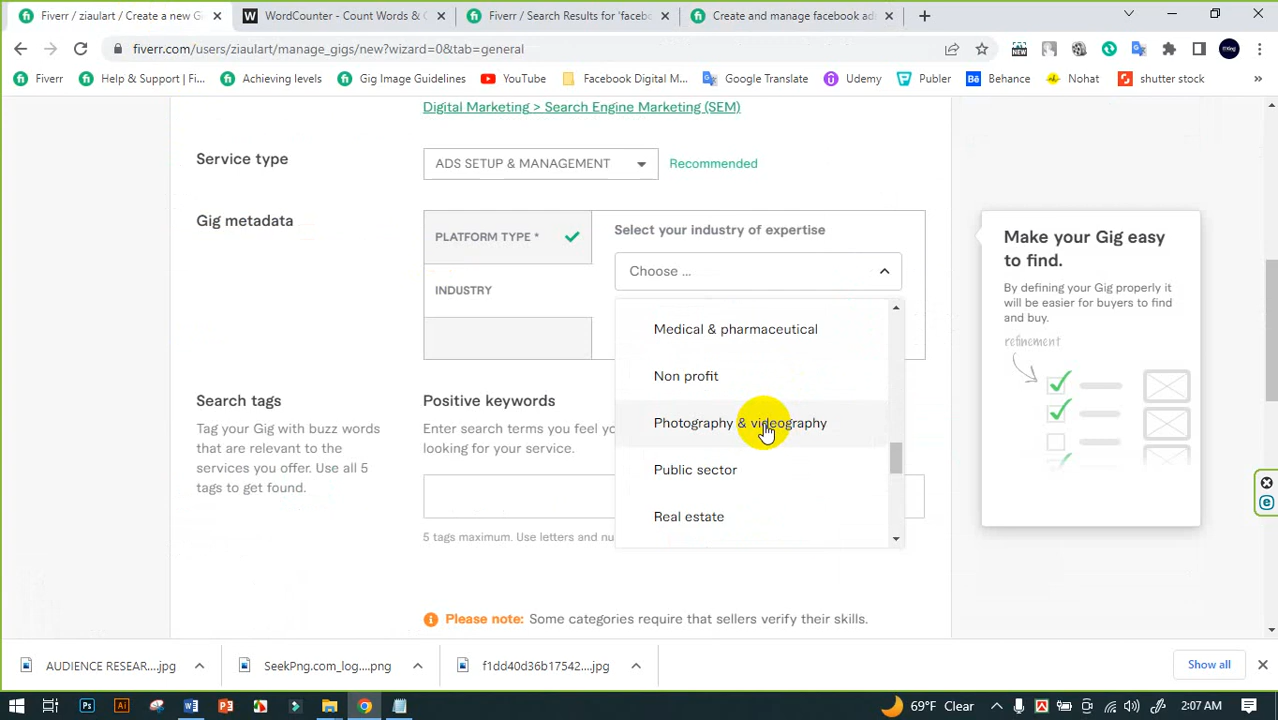 Fiverr / ziaulart / Create a new G
WordCounter - Count Words & C
Fiverr / Search Results for 'faceb
Create and manage facebook ad
fiverr.com/users/ziaulart/manage_gigs/new?wizard=0&tab=general
Fiverr
Help & Support | Fi...
Achieving levels
Gig Image Guidelines
YouTube
Facebook Digital M...
Google Translate
Udemy
Publer
Behance
Nohat
shutter stock
Digital Marketing > Search Engine Marketing (SEM)
Service type
ADS SETUP & MANAGEMENT
Recommended
Gig metadata
PLATFORM TYPE *
INDUSTRY
Select your industry of expertise
Choose ...
Medical & pharmaceutical
Non profit
Photography & videography
Public sector
Real estate
Make your Gig easy
to find.
By defining your Gig properly it
will be easier for buyers to find
and buy.
refinement
Search tags
Tag your Gig with buzz words
that are relevant to the
services you offer. Use all 5
tags to get found.
Positive keywords
Enter search terms you feel yo
looking for your service.
5 tags maximum. Use letters and nu
Please note: Some categories require that sellers verify their skills.
AUDIENCE RESEAR....jpg
SeekPng.com_log....png
f1dd40d36b17542....jpg
Show all
69°F Clear
2:07 AM